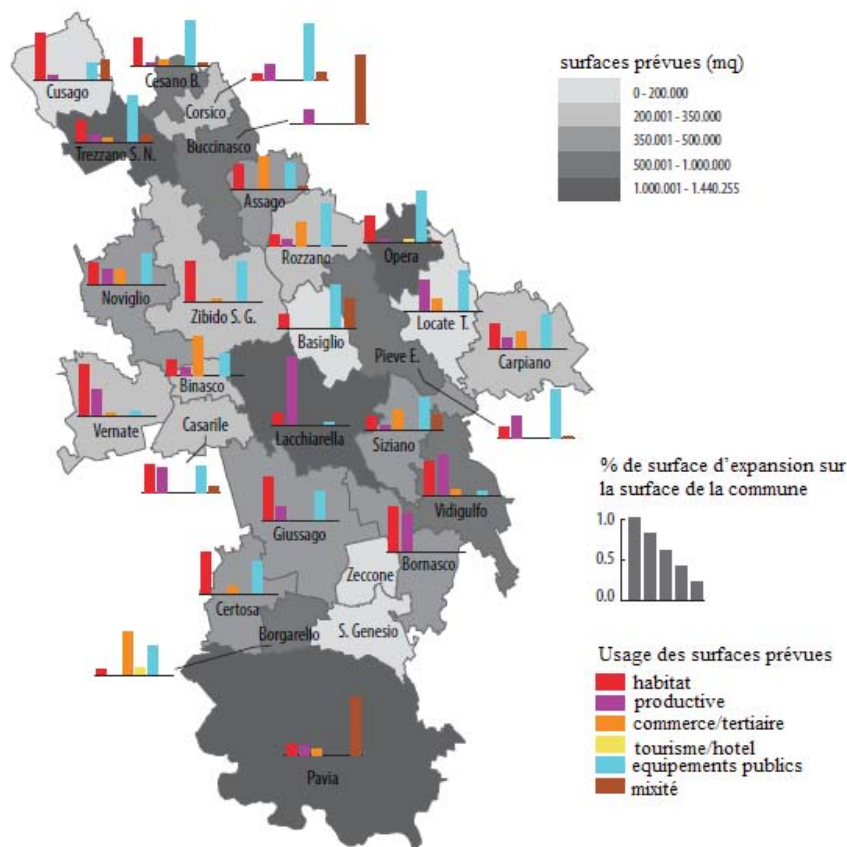 surfaces prévues (mq)
0 - 200.000
200.001 - 350.000
350.001 - 500.000
500.001 - 1.000.000
1.000.001 - 1.440.255
Cusago
Cesano B.
Corsico
Trezzano S. N.
Buccinasco
Assago
Rozzano
Opera
Noviglio
Zibido S. G.
Basiglio
Locate T.
Carpiano
Pieve E.
Binasco
Vernate
Casarile
Lacchiarella
Siziano
Vidigulfo
Giussago
Bornasco
Zeccone
Certosa
Borgarello
S. Genesio
Pavia
% de surface d'expansion sur
la surface de la commune
1.0
0.5
0.0
Usage des surfaces prévues
habitat
productive
commerce/tertiaire
tourisme/hotel
equipements publics
mixité